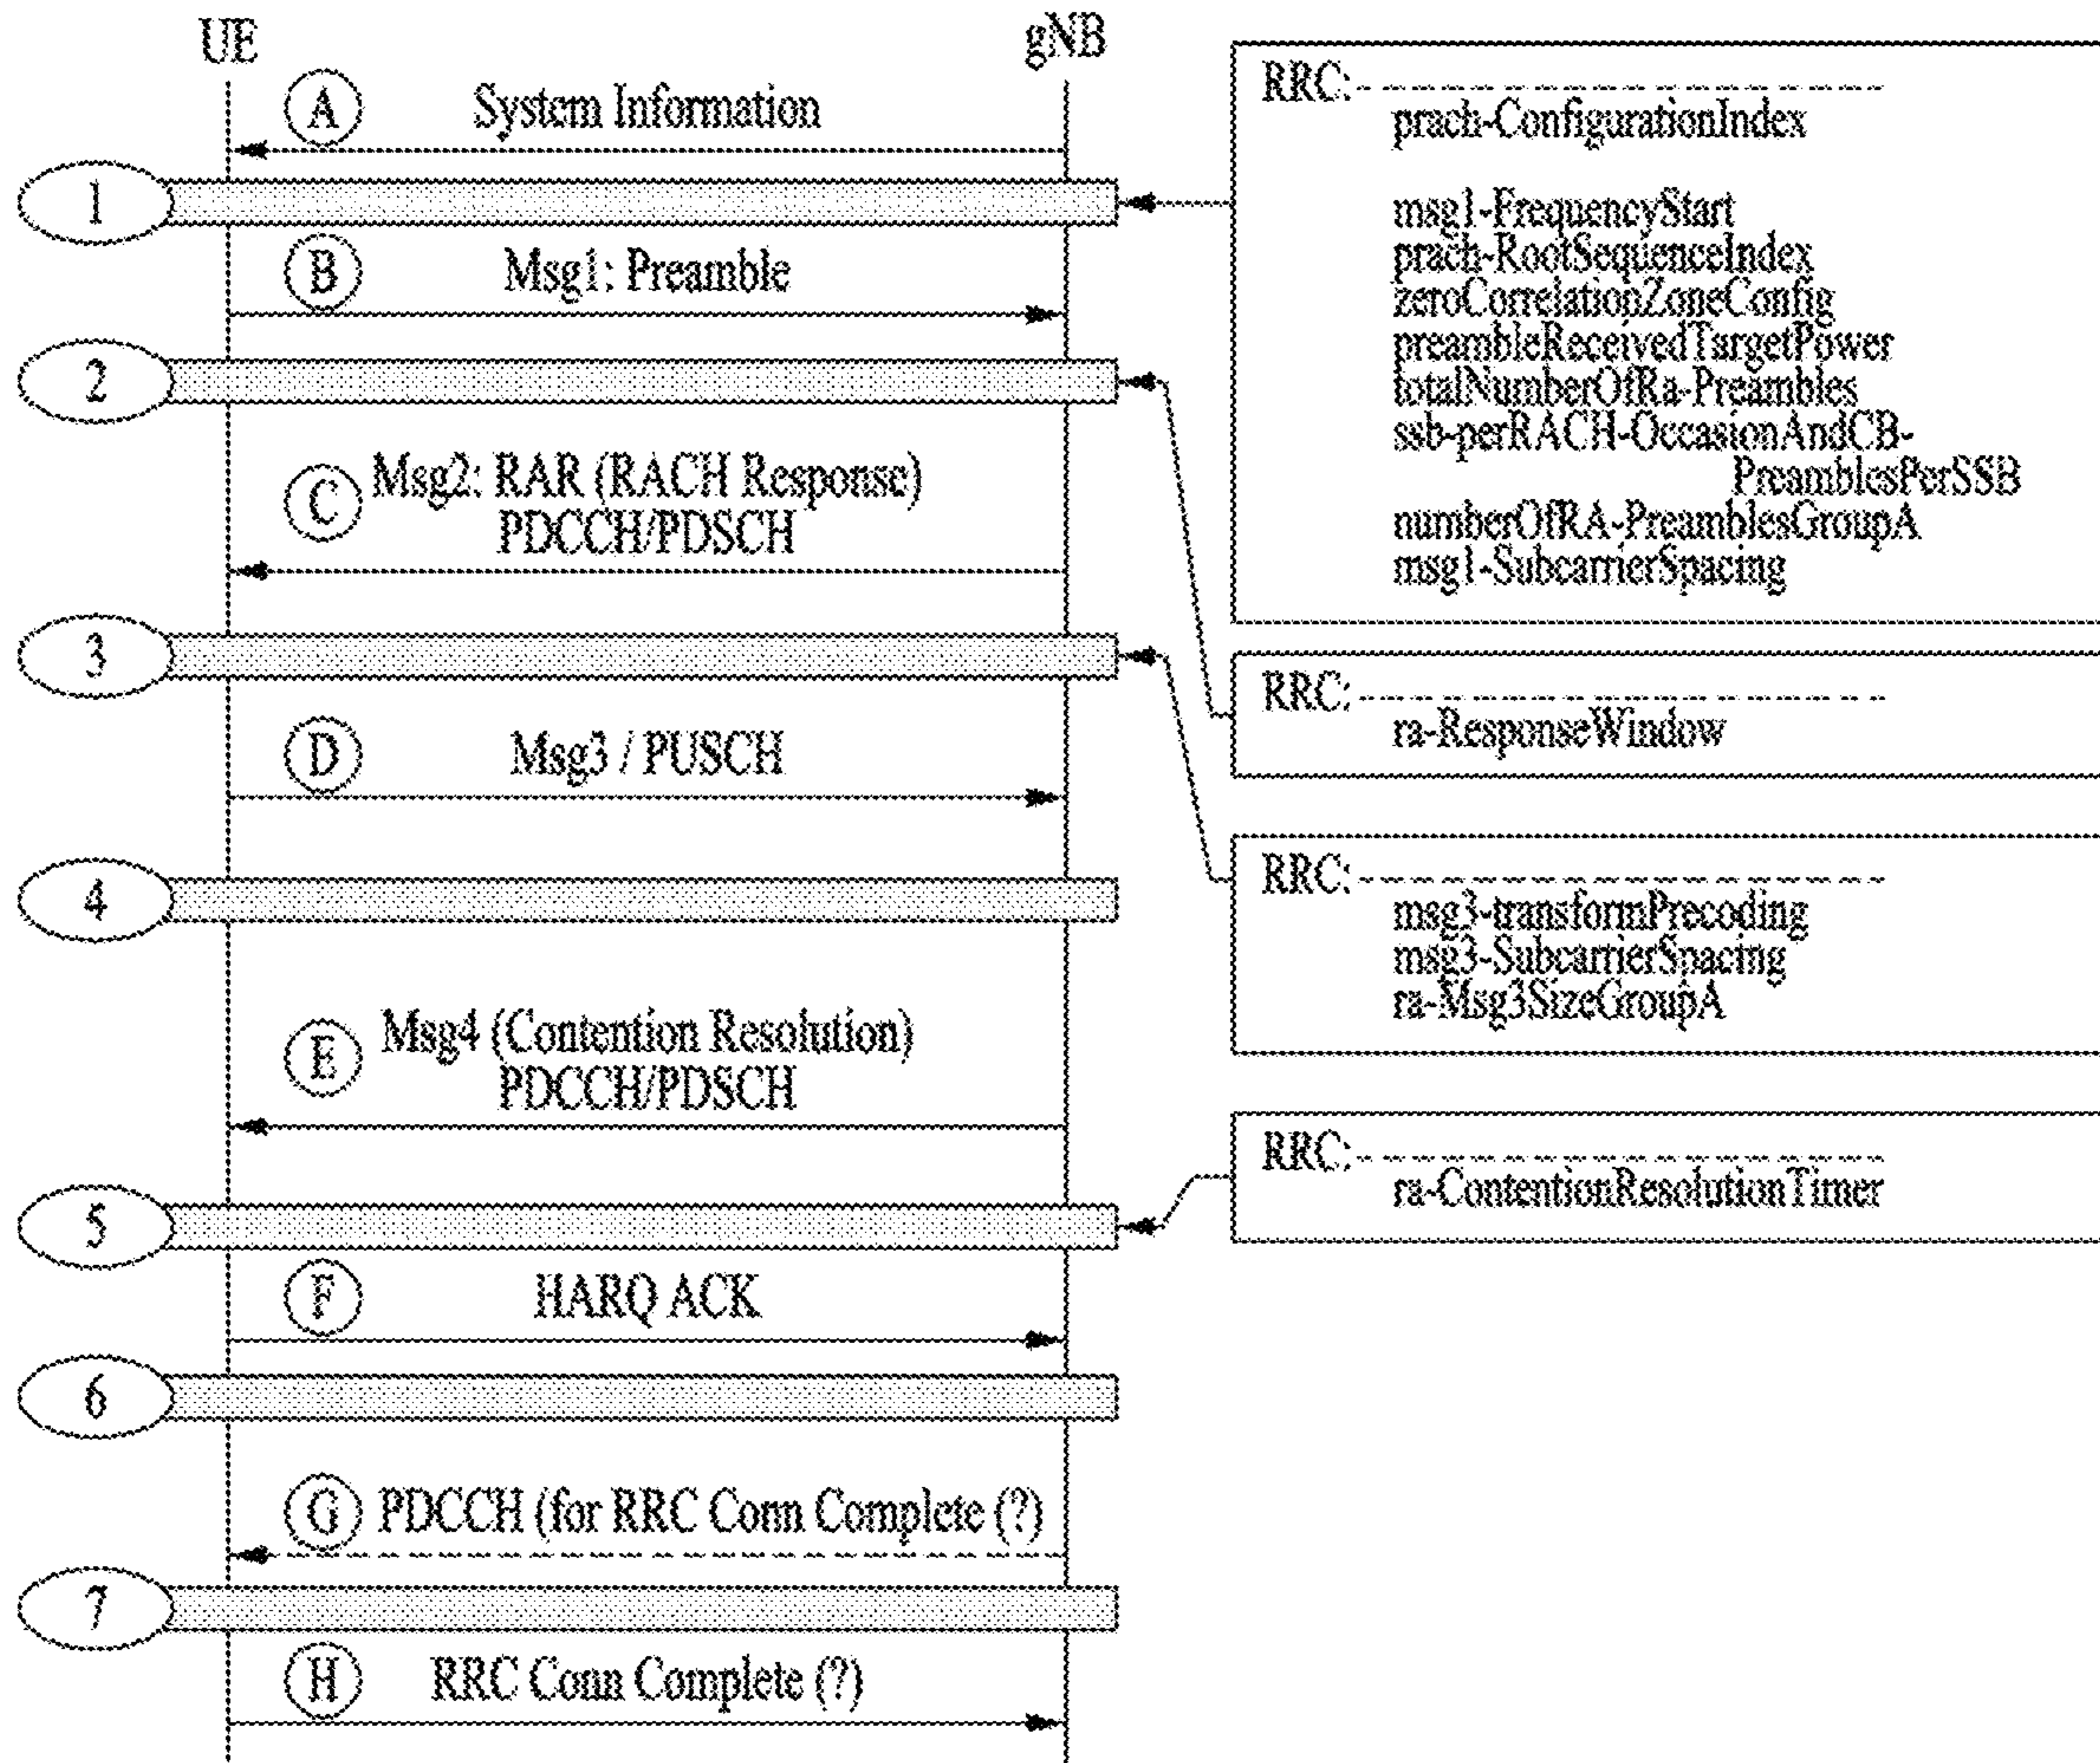 UE
gNB
A
System Information
1
B
Msg1: Preamble
2
C
Msg2: RAR (RACH Response)
PDCCH/PDSCH
3
D
Msg3 / PUSCH
4
E
Msg4 (Contention Resolution)
PDCCH/PDSCH
5
F
HARQ ACK
6
G
PDCCH (for RRC Conn Complete (?)
7
H
RRC Conn Complete (?)
RRC:
prach-ConfigurationIndex
msg1-FrequencyStart
prach-RootSequenceIndex
zeroCorrelationZoneConfig
preambleReceivedTargetPower
totalNumberOfRa-Preambles
ssb-perRACH-OccasionAndCB-
PreamblesPerSSB
numberOfRA-PreamblesGroupA
msg1-SubcarrierSpacing
RRC:
ra-ResponseWindow
RRC:
msg3-transformPrecoding
msg3-SubcarrierSpacing
ra-Msg3SizeGroupA
RRC:
ra-ContentionResolutionTimer